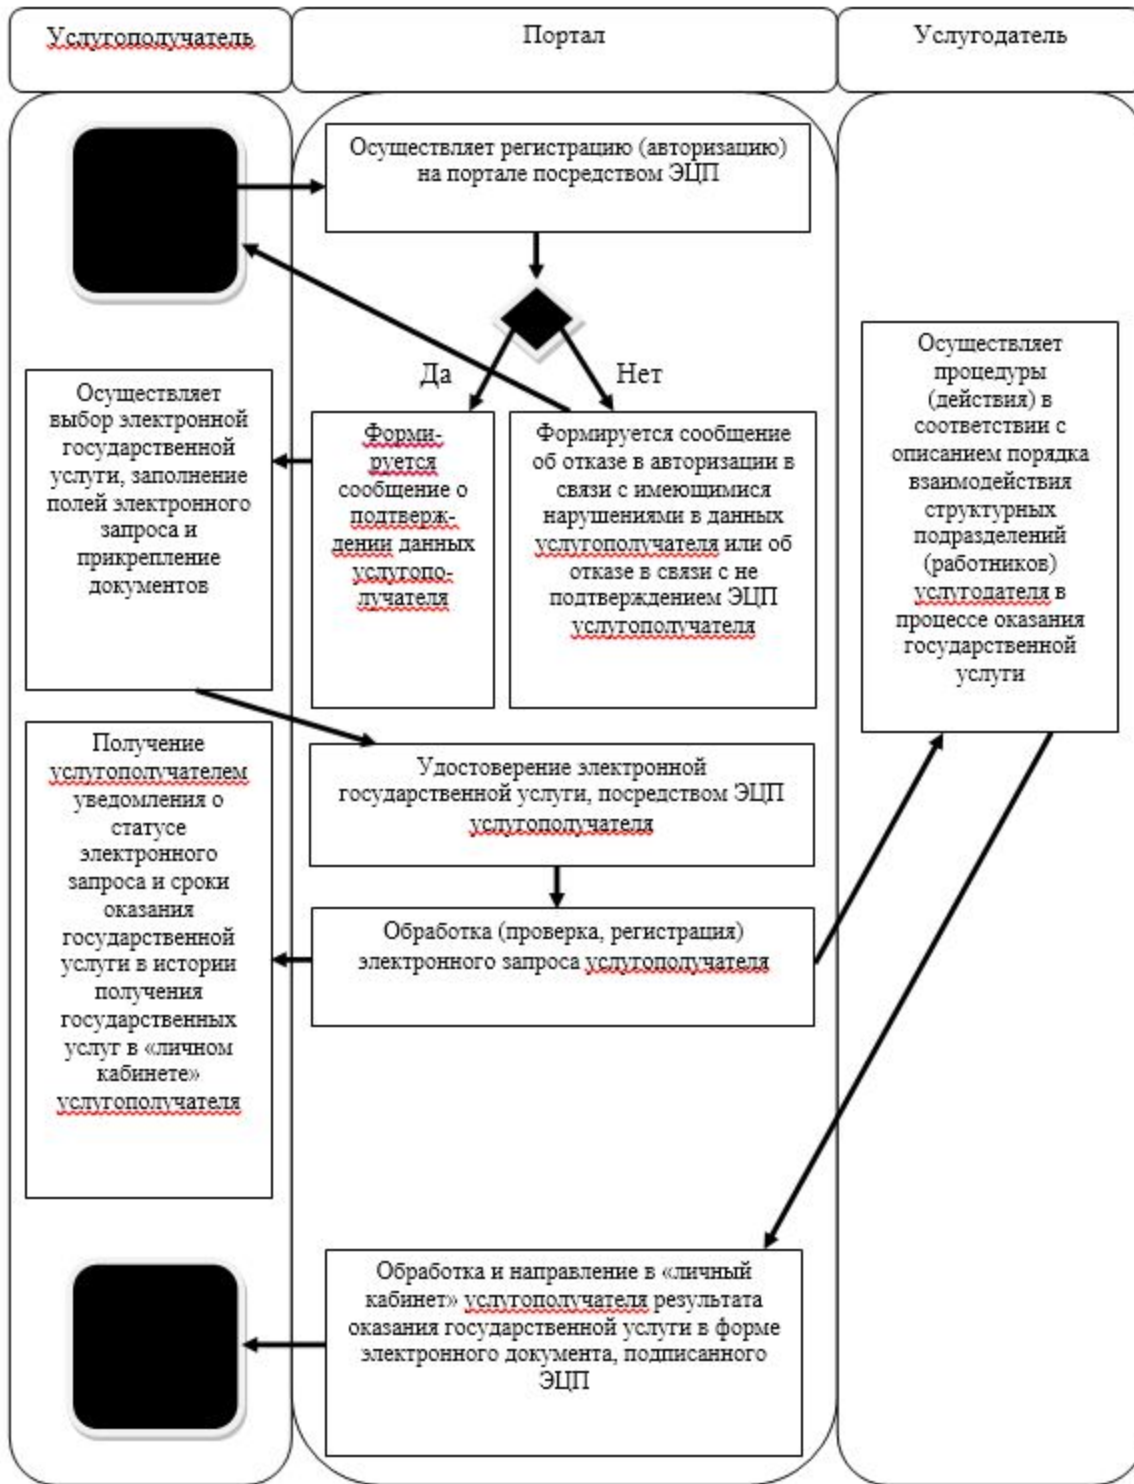 Услугополучатель
Портал
Услугодатель
Осуществляет регистрацию (авторизацию)
на портале посредством ЭЦП
Да
Нет
Осуществляет
выбор электронной
государственной
услуги, заполнение
полей электронного
запроса и
прикрепление
документов
Форми-
руется
сообщение о
подтверж-
дении данных
услугопо-
лучателя
Формируется сообщение
об отказе в авторизации в
связи с имеющимися
нарушениями в данных
услугополучателя или об
отказе в связи с не
подтверждением ЭЦП
услугополучателя
Осуществляет
процедуры
(действия) в
соответствии с
описанием порядка
взаимодействия
структурных
подразделений
(работников)
услугодателя в
процессе оказания
государственной
услуги
Удостоверение электронной
государственной услуги, посредством ЭЦП
услугополучателя
Получение
услугополучателем
уведомления о
статусе
электронного
запроса и сроки
оказания
государственной
услуги в истории
получения
государственных
услуг в «личном
кабинете»
услугополучателя
Обработка (проверка, регистрация)
электронного запроса услугополучателя
Обработка и направление в «личный
кабинет» услугополучателя результата
оказания государственной услуги в форме
электронного документа, подписанного
ЭЦП